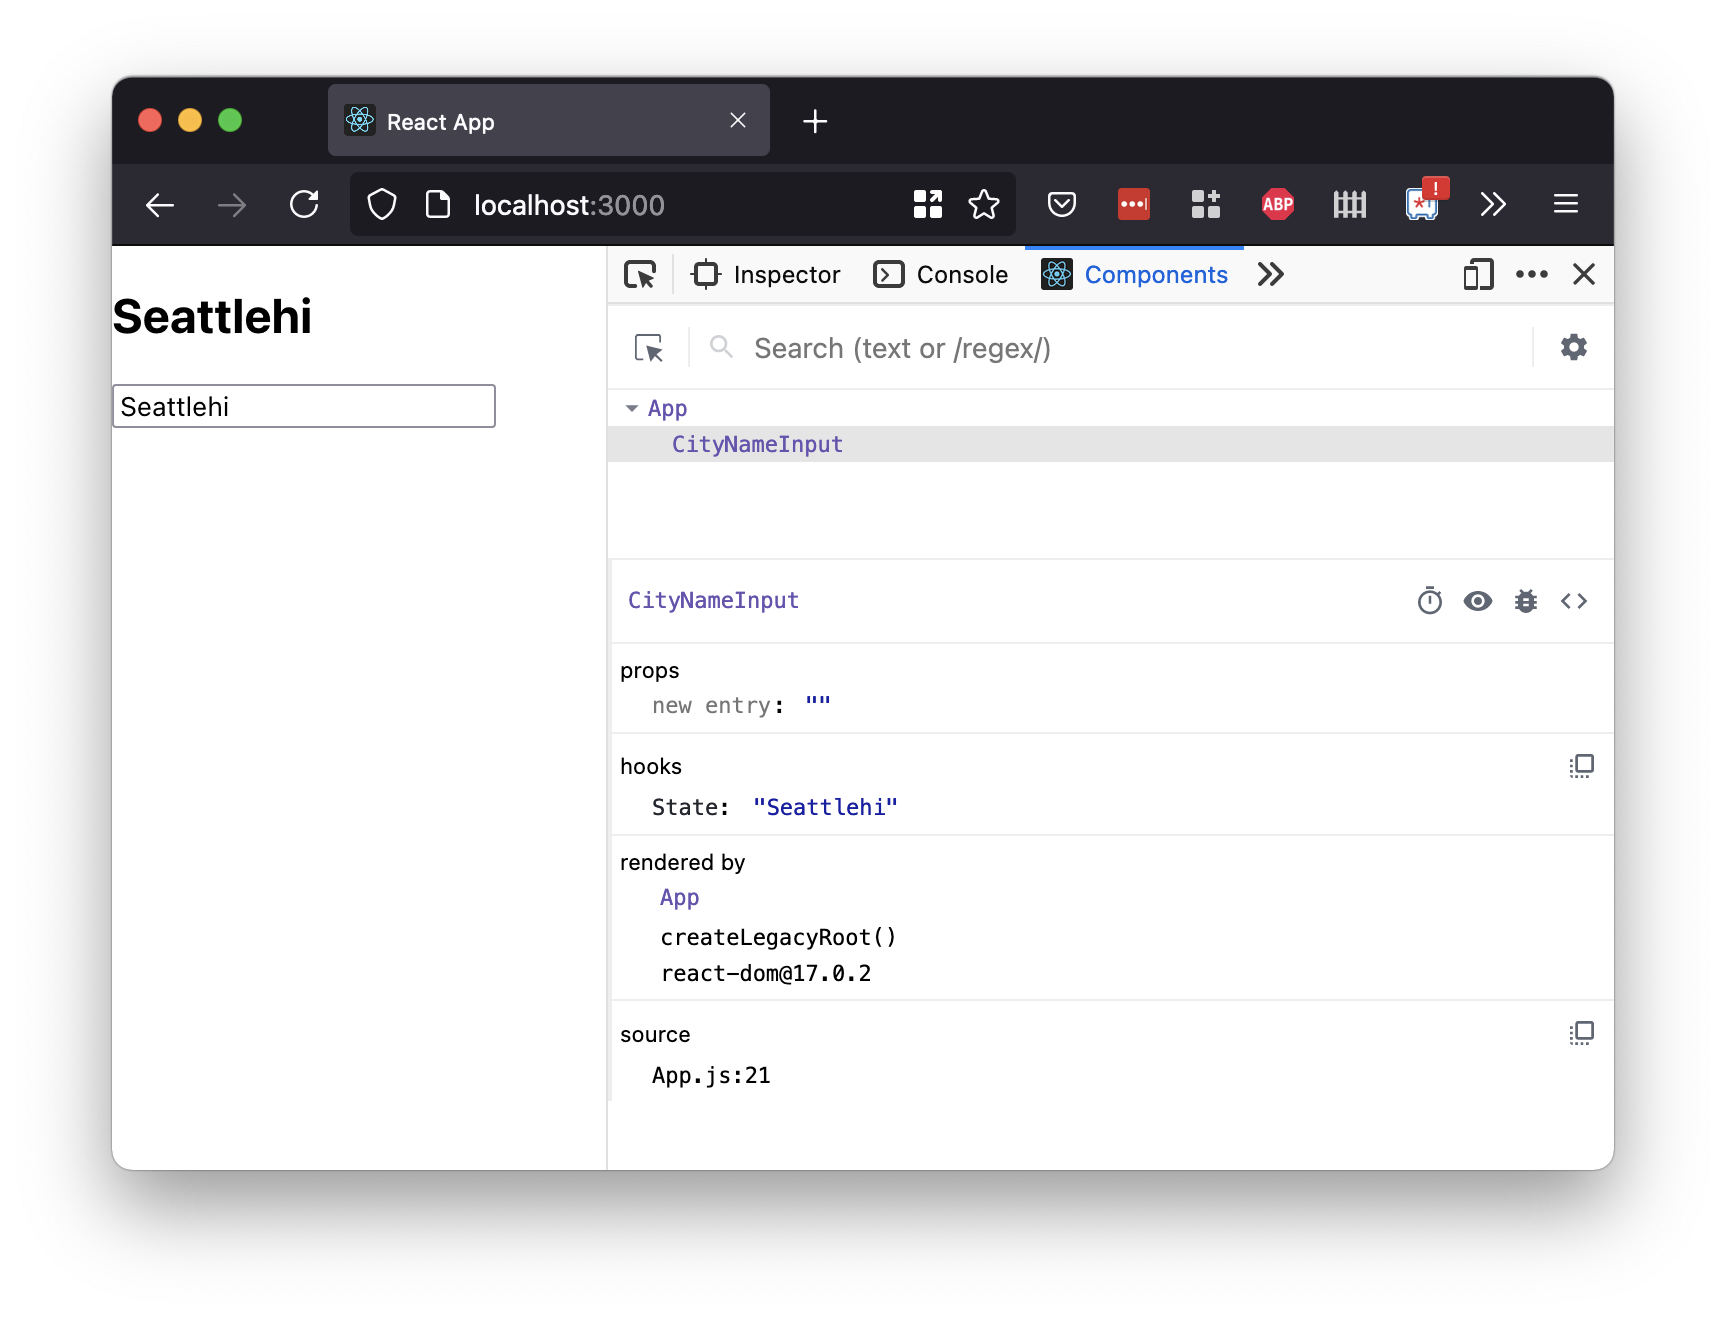 React App
localhost:3000
ABP
!
Seattlehi
Seattlehi
Inspector
Console
Components
Search (text or /regex/)
App
CityNameInput
CityNameInput
props
new entry: ""
hooks
State: "Seattlehi"
rendered by
App
createLegacyRoot()
react-dom@17.0.2
source
App.js:21